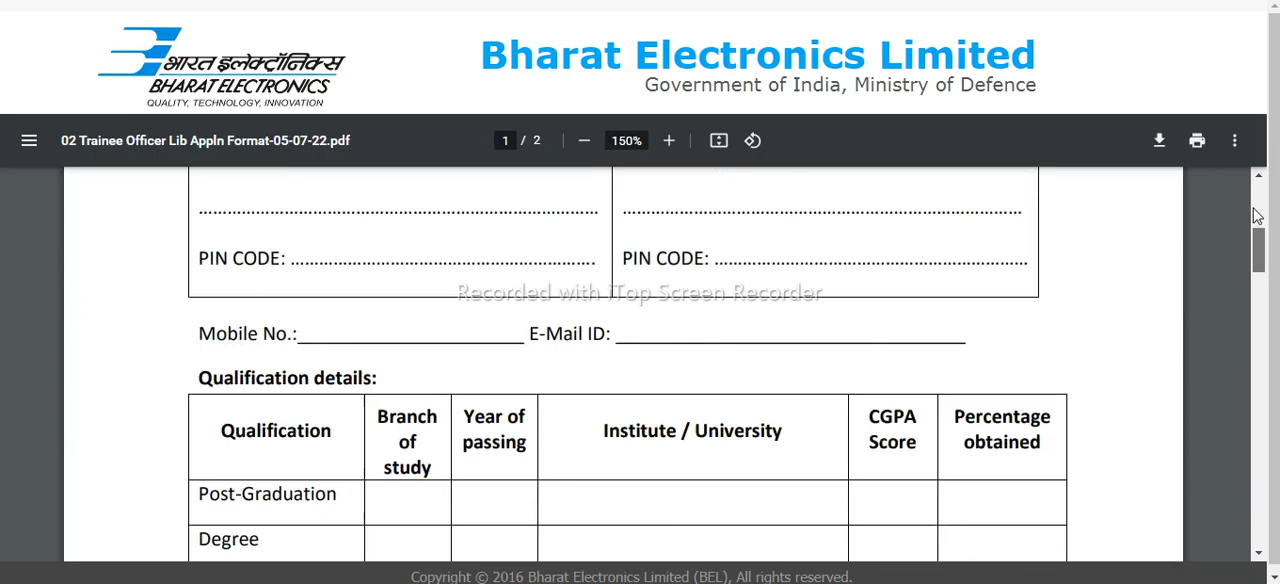 भारत इलेक्ट्रॉनिक्स
BHARAT ELECTRONICS
QUALITY, TECHNOLOGY, INNOVATION
Bharat Electronics Limited
Government of India, Ministry of Defence
02 Trainee Officer Lib Appln Format-05-07-22.pdf
1 / 2
150%
PIN CODE: ................................................................
PIN CODE: ................................................................
Recorded with iTop Screen Recorder
Mobile No.:______________________ E-Mail ID: __________________________________
Qualification details:
Qualification
Branch of study
Year of passing
Institute / University
CGPA Score
Percentage obtained
Post-Graduation
Degree
Copyright © 2016 Bharat Electronics Limited (BEL), All rights reserved.